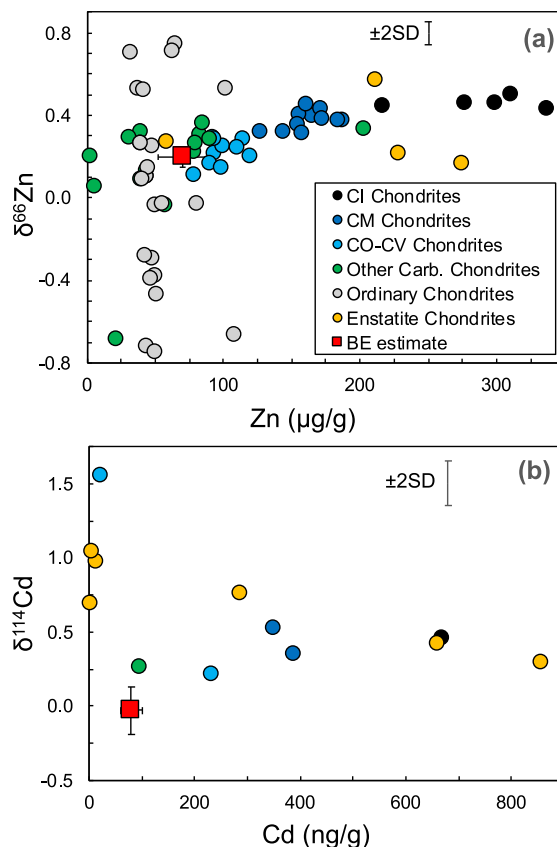 0.8
±2SD
(a)
0.4
δ⁶⁶Zn
0.0
CI Chondrites
CM Chondrites
CO-CV Chondrites
Other Carb. Chondrites
-0.4
Ordinary Chondrites
Enstatite Chondrites
BE estimate
-0.8
0 100 200 300
Zn (µg/g)
1.5
±2SD
(b)
1.0
δ¹¹⁴Cd
0.5
0.0
-0.5
0 200 400 600 800
Cd (ng/g)